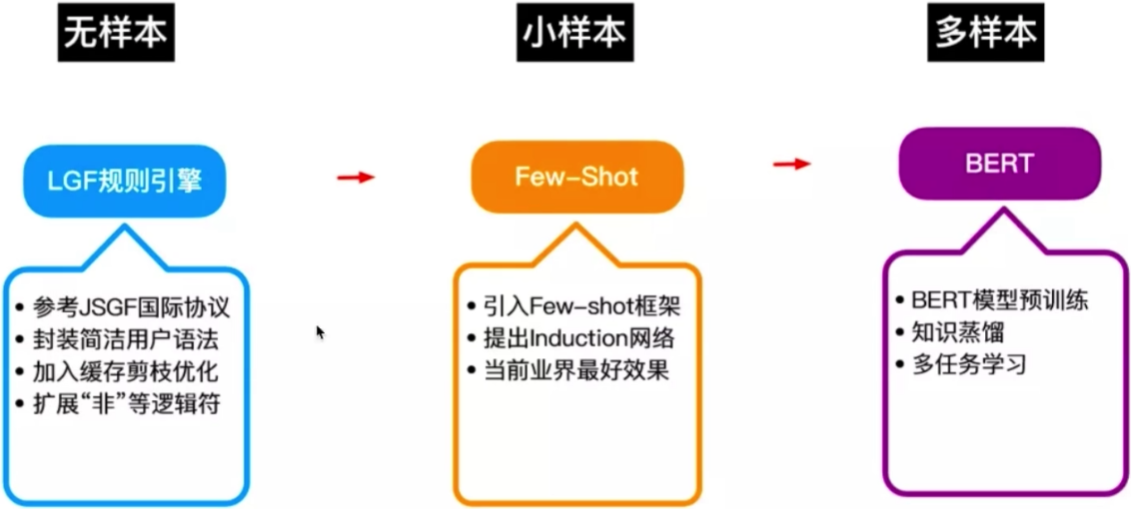 无样本
小样本
多样本
LGF规则引擎
Few-Shot
BERT
• 参考JSGF国际协议
• 封装简洁用户语法
• 加入缓存剪枝优化
• 扩展“非”等逻辑符
• 引入Few-shot框架
• 提出Induction网络
• 当前业界最好效果
• BERT模型预训练
• 知识蒸馏
• 多任务学习